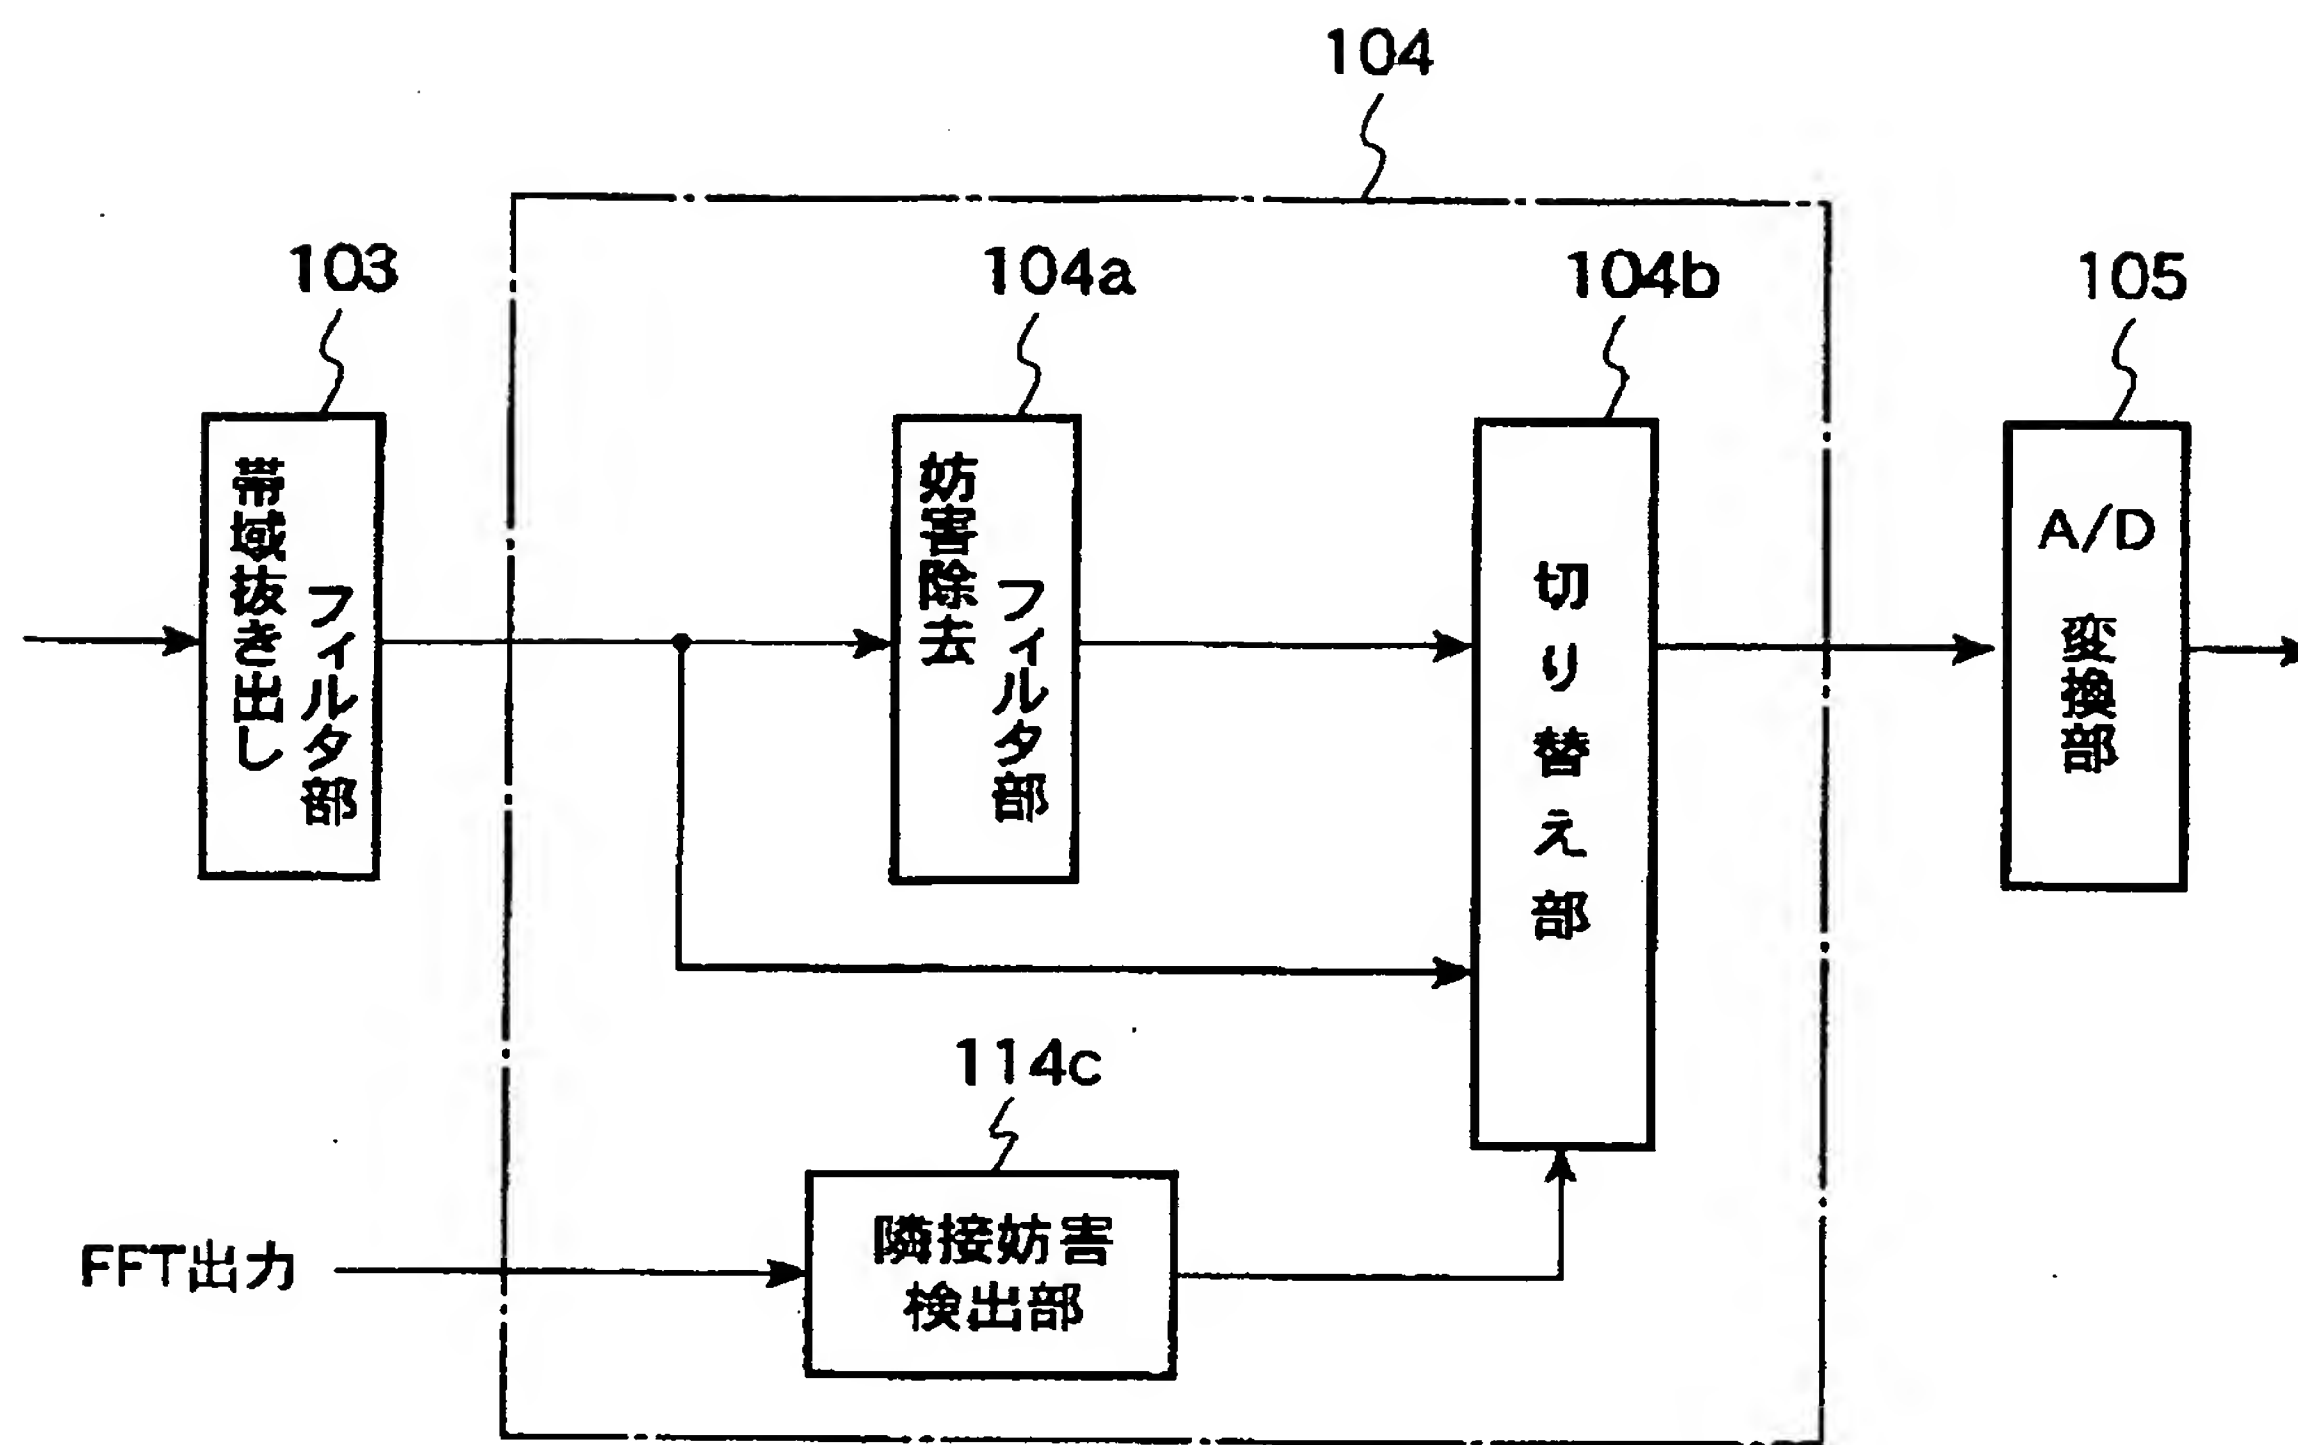 104
103
104a
104b
105
帯域抜き出し
フィルタ部
妨害除去
フィルタ部
切り替え部
A/D
変換部
114c
隣接妨害
検出部
FFT出力